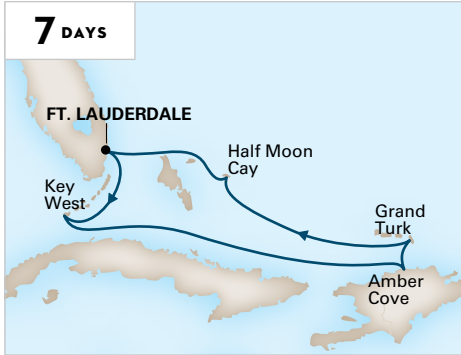 7 DAYS
FT. LAUDERDALE
Half Moon
Cay
Key
West
Grand
Turk
Amber
Cove